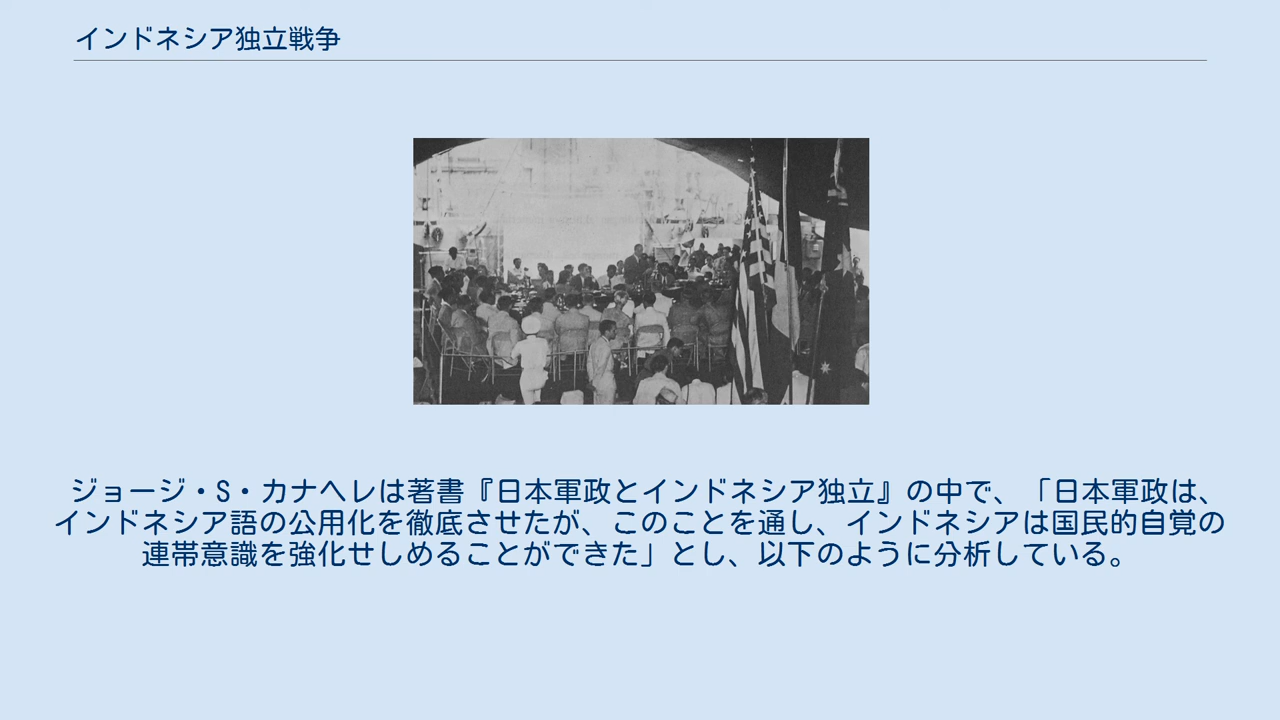 インドネシア独立戦争
ジョージ・S・カナヘレは著書『日本軍政とインドネシア独立』の中で、「日本軍政は、
インドネシア語の公用化を徹底させたが、このことを通し、インドネシアは国民的自覚の
連帯意識を強化せしめることができた」とし、以下のように分析している。